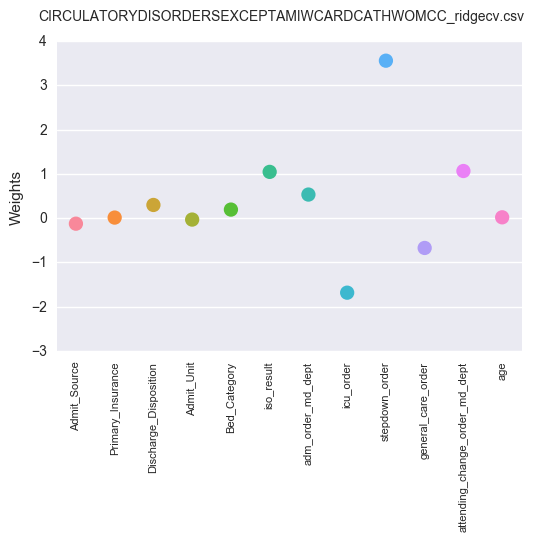 CIRCULATORYDISORDERSEXCEPTAMIWCARDCATHWOMCC_ridgecv.csv
4
3
2
1
0
−1
−2
−3
Weights
Admit_Source
Primary_Insurance
Discharge_Disposition
Admit_Unit
Bed_Category
iso_result
adm_order_md_dept
icu_order
stepdown_order
general_care_order
attending_change_order_md_dept
age